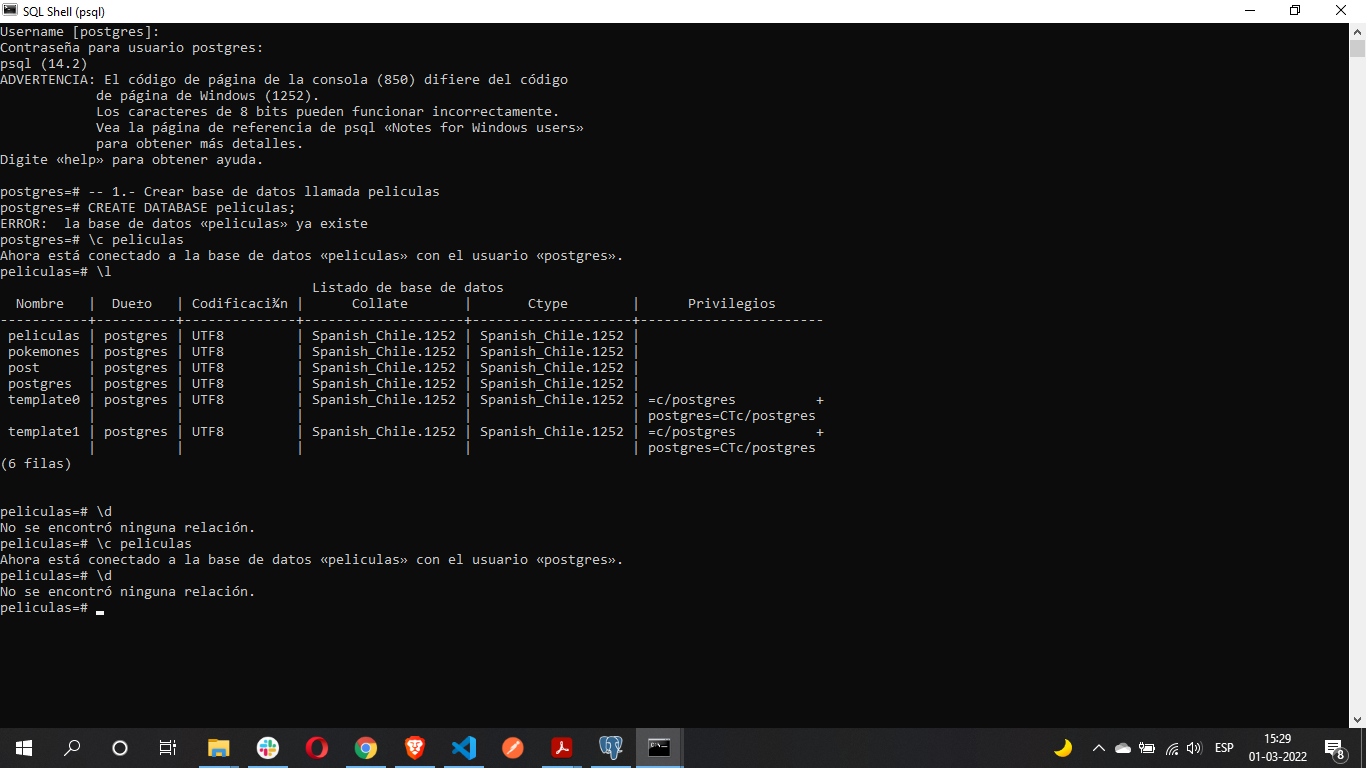 SQL Shell (psql)
Username [postgres]:
Contraseña para usuario postgres:
psql (14.2)
ADVERTENCIA: El código de página de la consola (850) difiere del código
            de página de Windows (1252).
            Los caracteres de 8 bits pueden funcionar incorrectamente.
            Vea la página de referencia de psql «Notes for Windows users»
            para obtener más detalles.
Digite «help» para obtener ayuda.

postgres=# -- 1.- Crear base de datos llamada peliculas
postgres=# CREATE DATABASE peliculas;
ERROR:  la base de datos «peliculas» ya existe
postgres=# \c peliculas
Ahora está conectado a la base de datos «peliculas» con el usuario «postgres».
peliculas=# \l
                                       Listado de base de datos
  Nombre   |  Due±o   | Codificaci¾n |      Collate       |       Ctype        |      Privilegios
-----------+----------+--------------+--------------------+--------------------+-----------------------
 peliculas | postgres | UTF8         | Spanish_Chile.1252 | Spanish_Chile.1252 |
 pokemones | postgres | UTF8         | Spanish_Chile.1252 | Spanish_Chile.1252 |
 post      | postgres | UTF8         | Spanish_Chile.1252 | Spanish_Chile.1252 |
 postgres  | postgres | UTF8         | Spanish_Chile.1252 | Spanish_Chile.1252 |
 template0 | postgres | UTF8         | Spanish_Chile.1252 | Spanish_Chile.1252 | =c/postgres          +
           |          |              |                    |                    | postgres=CTc/postgres
 template1 | postgres | UTF8         | Spanish_Chile.1252 | Spanish_Chile.1252 | =c/postgres          +
           |          |              |                    |                    | postgres=CTc/postgres
(6 filas)

peliculas=# \d
No se encontró ninguna relación.
peliculas=# \c peliculas
Ahora está conectado a la base de datos «peliculas» con el usuario «postgres».
peliculas=# \d
No se encontró ninguna relación.
peliculas=#
ESP
15:29
01-03-2022
8